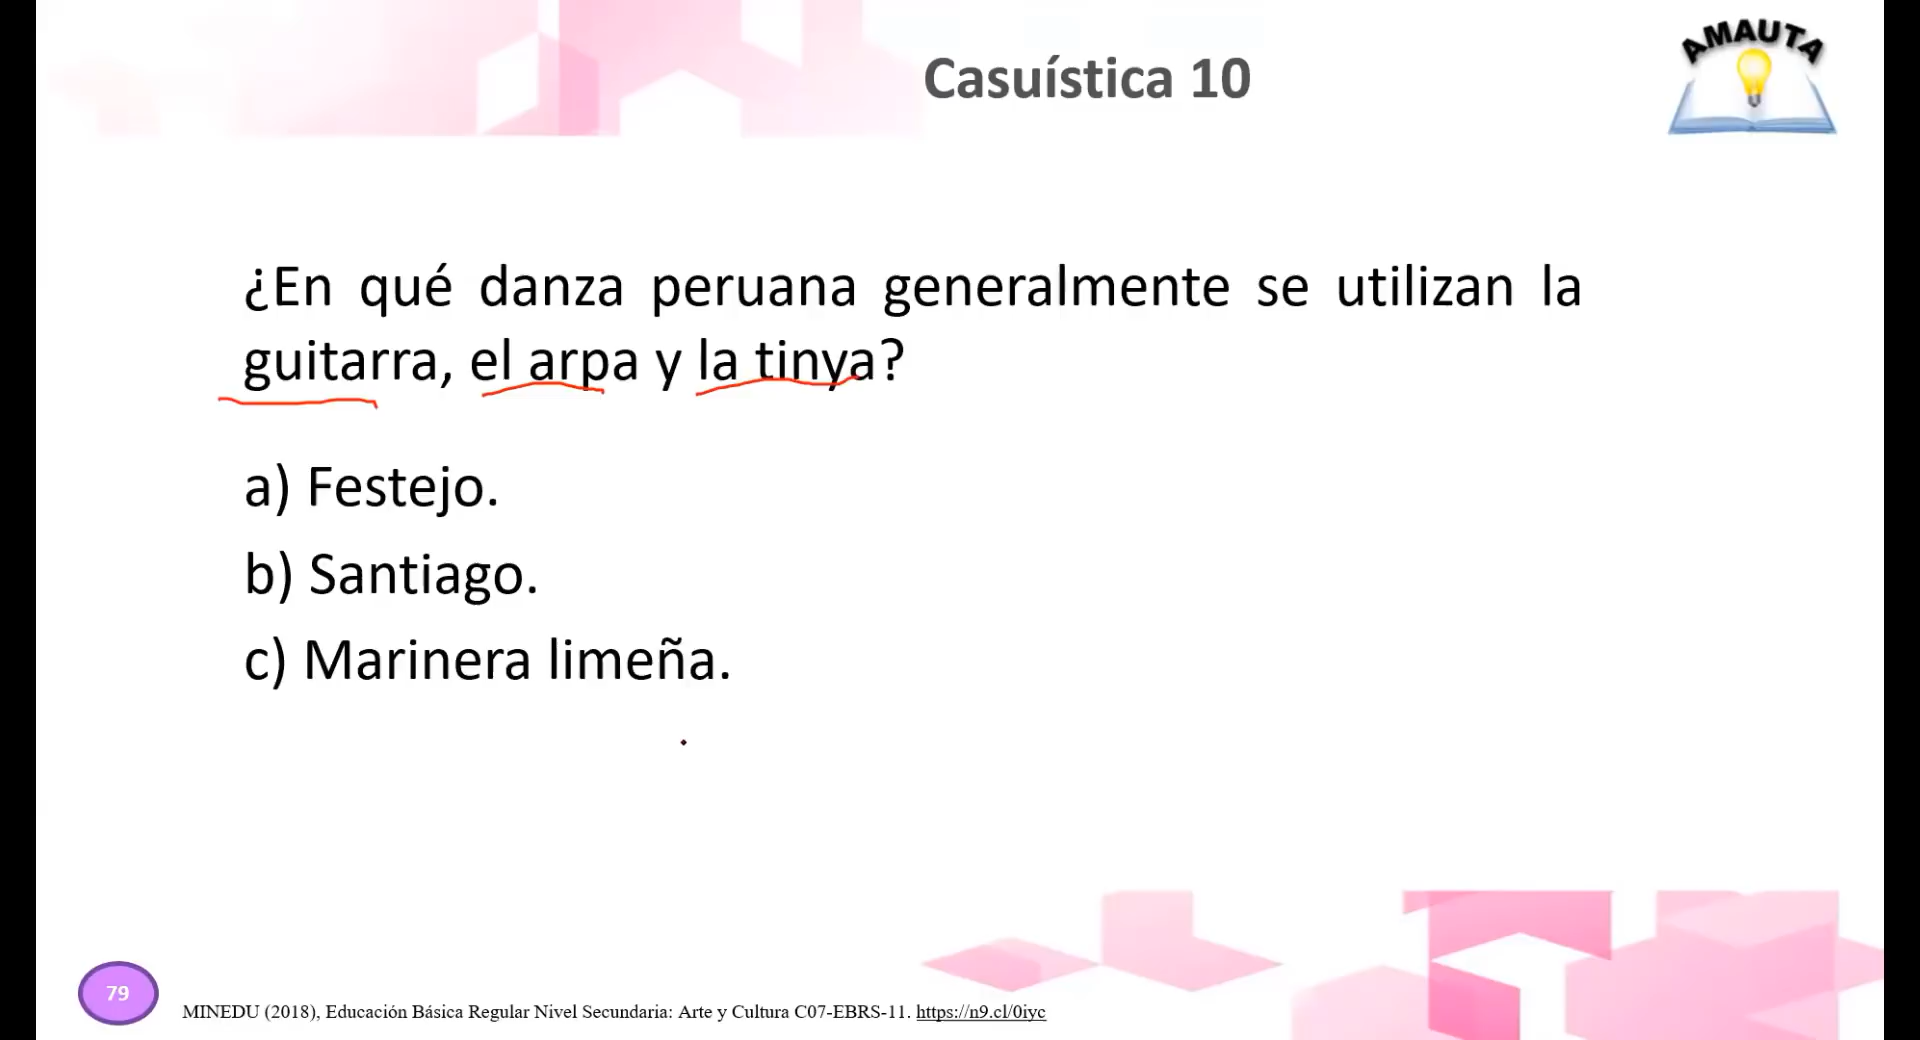 AMAUTA
Casuística 10
¿En qué danza peruana generalmente se utilizan la
guitarra, el arpa y la tinya?
a) Festejo.
b) Santiago.
c) Marinera limeña.
79
MINEDU (2018), Educación Básica Regular Nivel Secundaria: Arte y Cultura C07-EBRS-11. https://n9.cl/0iyc